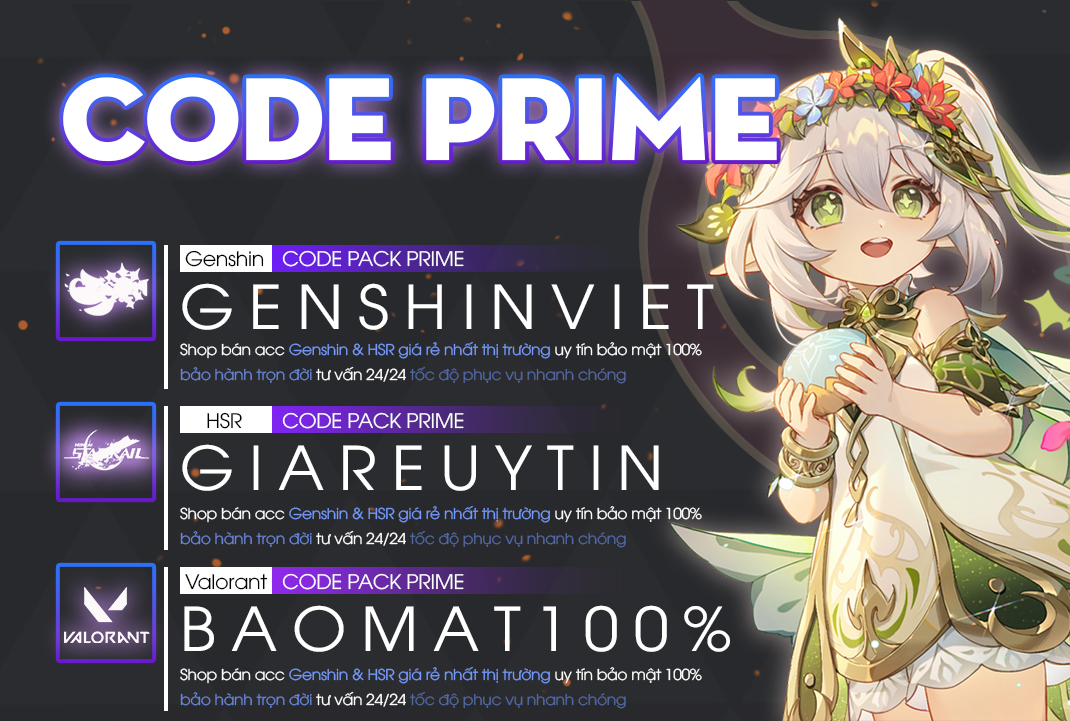 CODE PRIME
Genshin CODE PACK PRIME
GENSHINVIET
Shop bán acc Genshin & HSR giá rẻ nhất thị trường uy tín bảo mật 100%
bảo hành trọn đời tư vấn 24/24 tốc độ phục vụ nhanh chóng
HSR CODE PACK PRIME
HONKAI
STAR RAIL
GIAREUYTIN
Shop bán acc Genshin & HSR giá rẻ nhất thị trường uy tín bảo mật 100%
bảo hành trọn đời tư vấn 24/24 tốc độ phục vụ nhanh chóng
Valorant CODE PACK PRIME
VALORANT
BAOMAT100%
Shop bán acc Genshin & HSR giá rẻ nhất thị trường uy tín bảo mật 100%
bảo hành trọn đời tư vấn 24/24 tốc độ phục vụ nhanh chóng